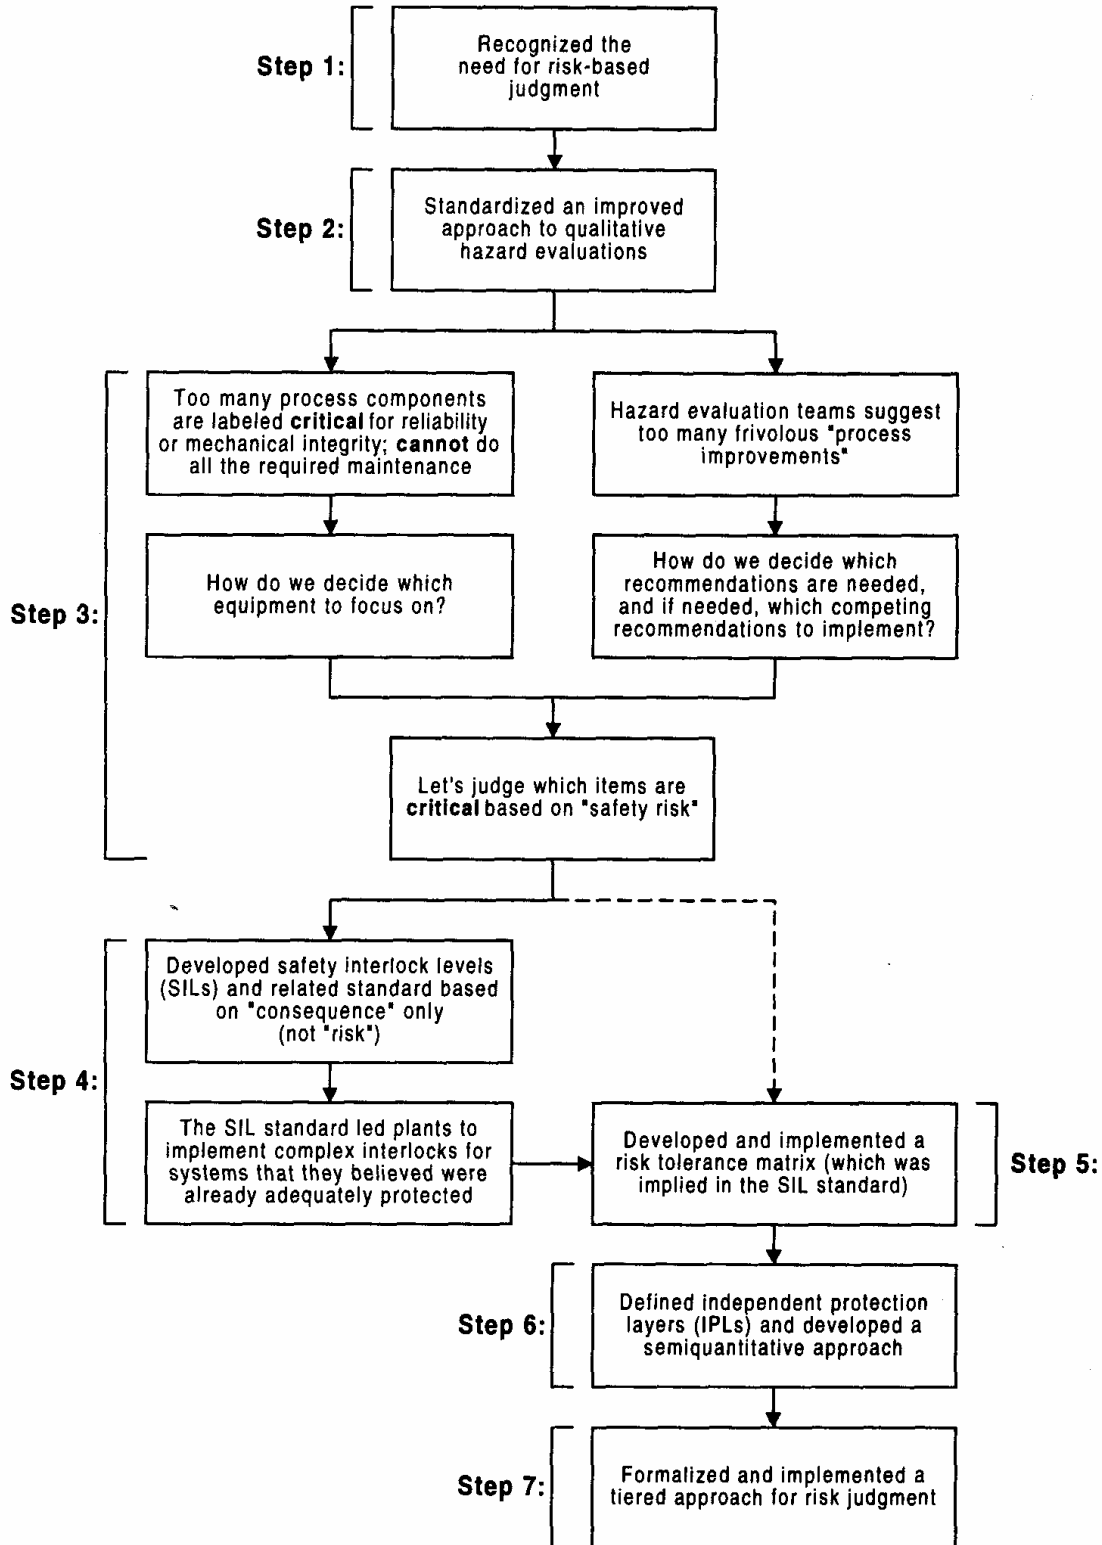 Step 1:
Recognized the
need for risk-based
judgment
Step 2:
Standardized an improved
approach to qualitative
hazard evaluations
Step 3:
Too many process components
are labeled critical for reliability
or mechanical integrity; cannot do
all the required maintenance
Hazard evaluation teams suggest
too many frivolous "process
improvements"
How do we decide which
equipment to focus on?
How do we decide which
recommendations are needed,
and if needed, which competing
recommendations to implement?
Let's judge which items are
critical based on "safety risk"
Step 4:
Developed safety interlock levels
(SILs) and related standard based
on "consequence" only
(not "risk")
The SIL standard led plants to
implement complex interlocks for
systems that they believed were
already adequately protected
Developed and implemented a
risk tolerance matrix (which was
implied in the SIL standard)
Step 5:
Step 6:
Defined independent protection
layers (IPLs) and developed a
semiquantitative approach
Step 7:
Formalized and implemented a
tiered approach for risk judgment